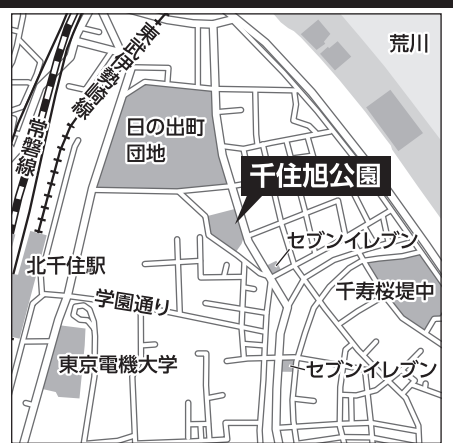 荒川
東武伊勢崎線
常磐線
日の出町
団地
千住旭公園
セブンイレブン
北千住駅
千寿桜堤中
学園通り
東京電機大学
セブンイレブン